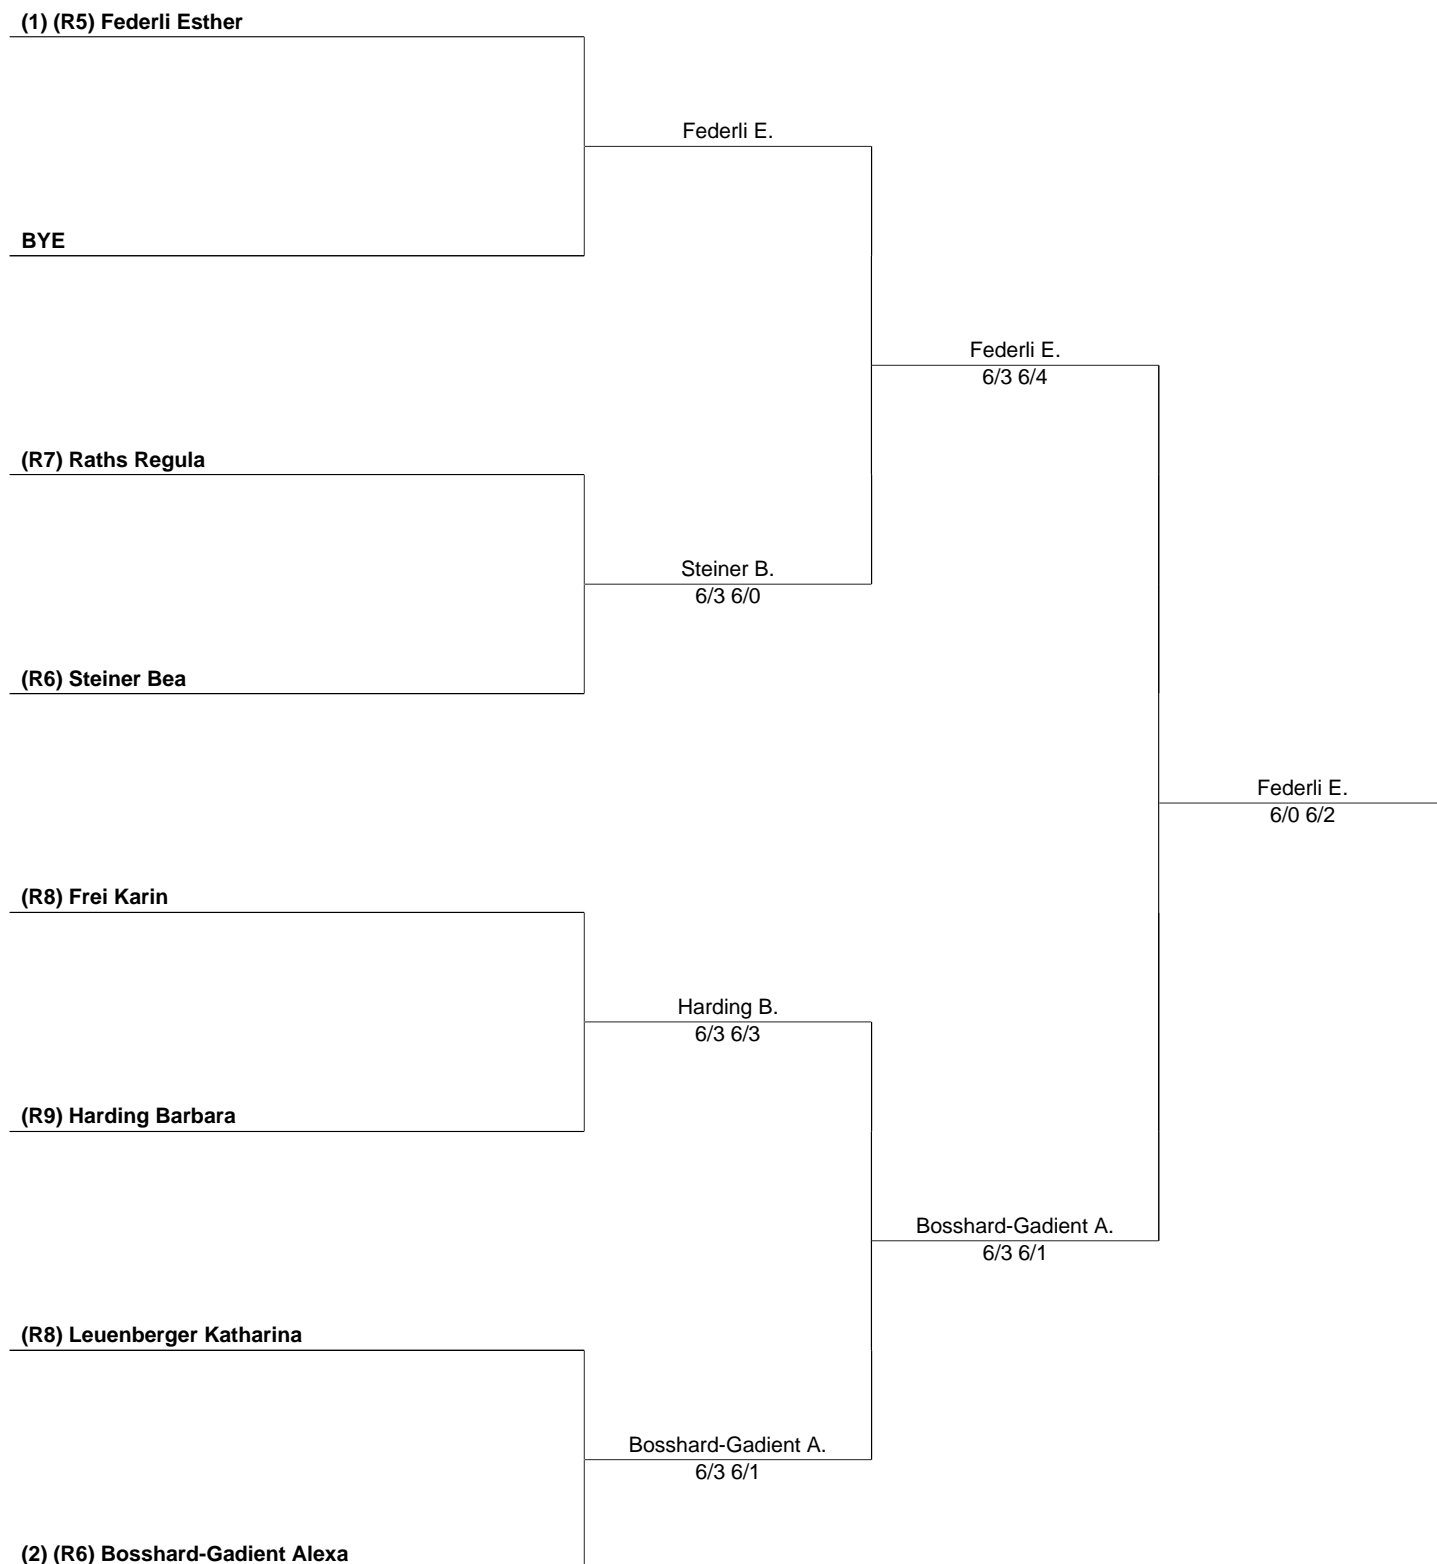 (1) (R5) Federli Esther
Federli E.
BYE
Federli E.
6/3 6/4
(R7) Raths Regula
Steiner B.
6/3 6/0
(R6) Steiner Bea
Federli E.
6/0 6/2
(R8) Frei Karin
Harding B.
6/3 6/3
(R9) Harding Barbara
Bosshard-Gadient A.
6/3 6/1
(R8) Leuenberger Katharina
Bosshard-Gadient A.
6/3 6/1
(2) (R6) Bosshard-Gadient Alexa